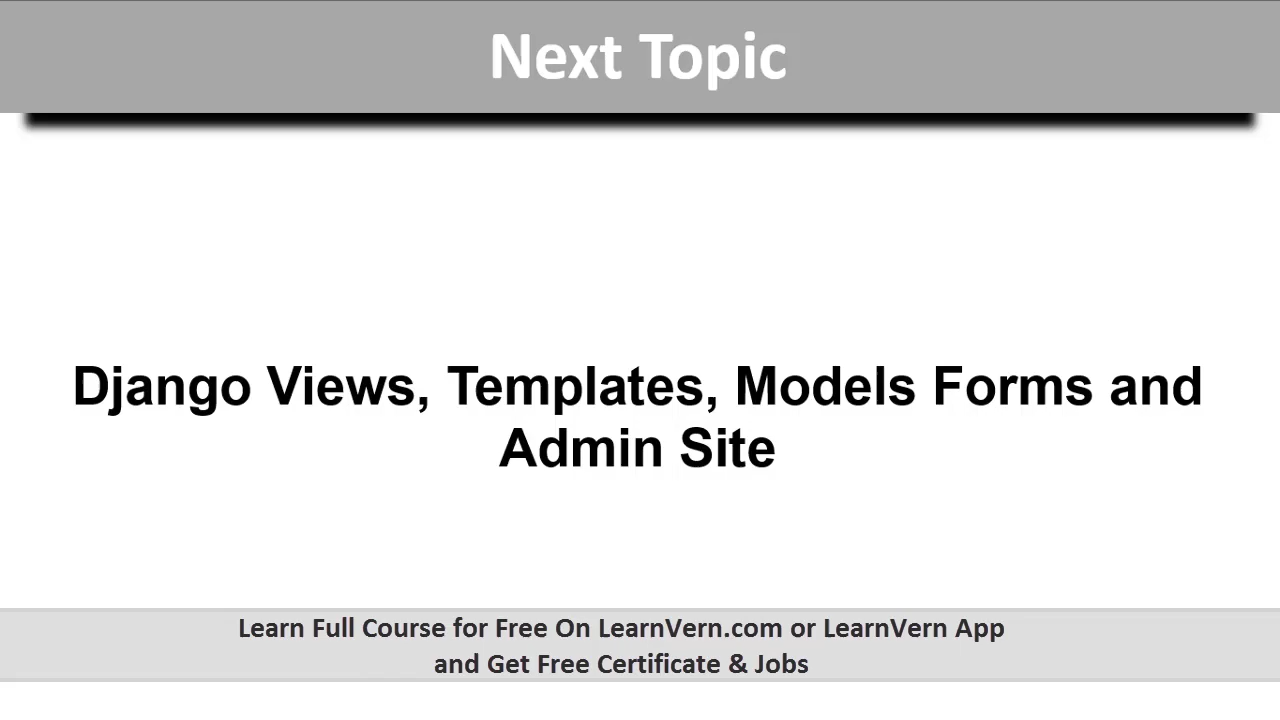 Next Topic
Django Views, Templates, Models Forms and
Admin Site
Learn Full Course for Free On LearnVern.com or LearnVern App
and Get Free Certificate & Jobs